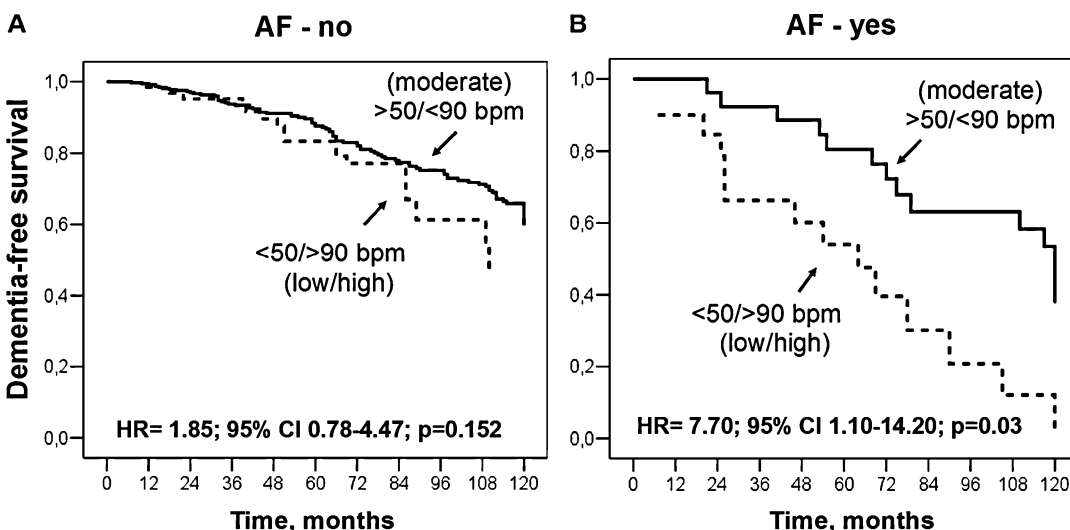 A
AF - no
Dementia-free survival
1,0
0,8
0,6
0,4
0,2
0,0
(moderate)
>50/<90 bpm
<50/>90 bpm
(low/high)
HR= 1.85; 95% CI 0.78-4.47; p=0.152
0 12 24 36 48 60 72 84 96 108 120
Time, months
B
AF - yes
1,0
0,8
0,6
0,4
0,2
0,0
(moderate)
>50/<90 bpm
<50/>90 bpm
(low/high)
HR= 7.70; 95% CI 1.10-14.20; p=0.03
0 12 24 36 48 60 72 84 96 108 120
Time, months